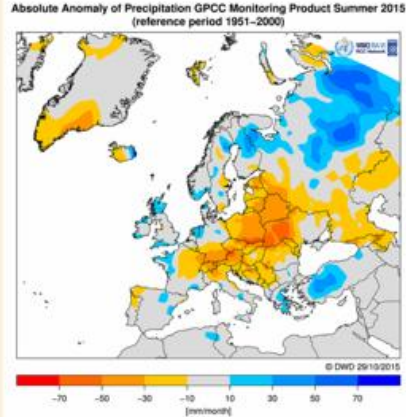 Absolute Anomaly of Precipitation GPCC Monitoring Product Summer 2015
(reference period 1951−2000)
© DWD 29/10/2015
−70 −50 −30 −10 10 30 50 70
[mm/month]